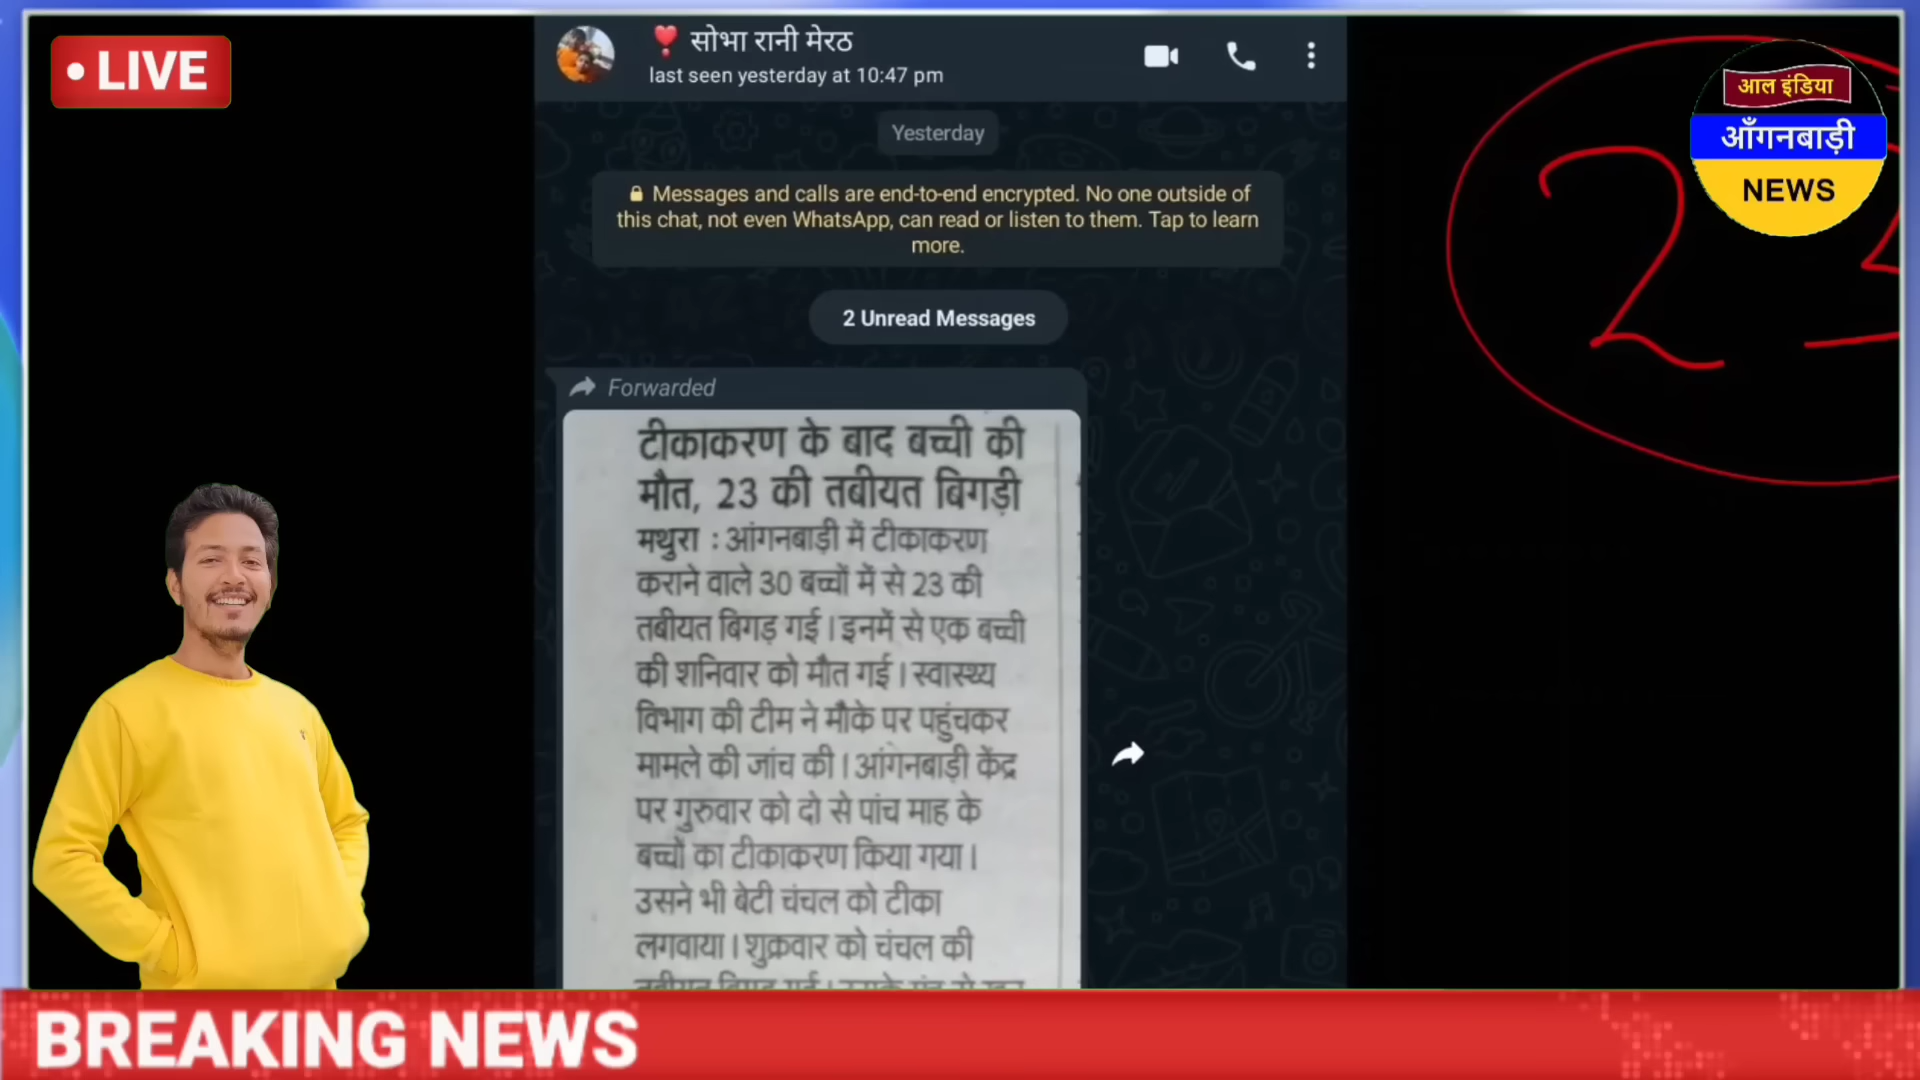 LIVE
❣ सोभा रानी मेरठ
last seen yesterday at 10:47 pm
आल इंडिया
आँगनबाड़ी
NEWS
Yesterday
Messages and calls are end-to-end encrypted. No one outside of
this chat, not even WhatsApp, can read or listen to them. Tap to learn
more.
2 Unread Messages
2
Forwarded
टीकाकरण के बाद बच्ची की
मौत, 23 की तबीयत बिगड़ी
मथुरा : आंगनबाड़ी में टीकाकरण
कराने वाले 30 बच्चों में से 23 की
तबीयत बिगड़ गई। इनमें से एक बच्ची
की शनिवार को मौत गई। स्वास्थ्य
विभाग की टीम ने मौके पर पहुंचकर
मामले की जांच की। आंगनबाड़ी केंद्र
पर गुरुवार को दो से पांच माह के
बच्चों का टीकाकरण किया गया।
उसने भी बेटी चंचल को टीका
लगवाया। शुक्रवार को चंचल की
BREAKING NEWS